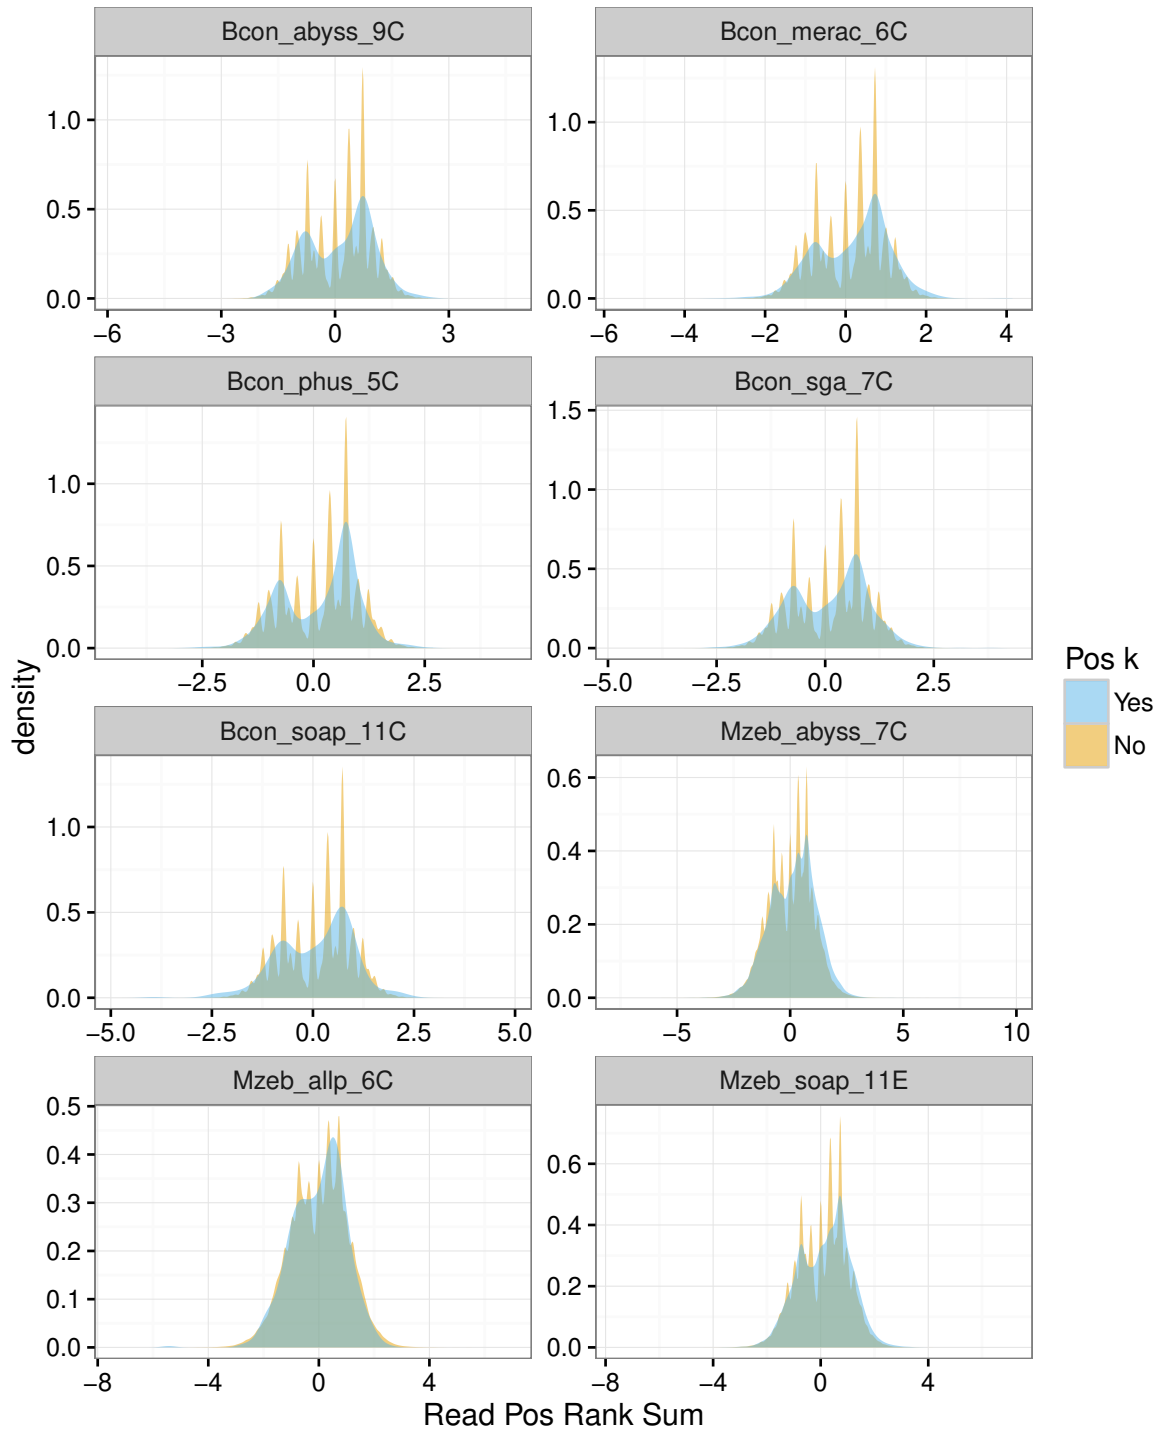 Bcon_abyss_9C
Bcon_merac_6C
1.0
0.5
0.0
−6 −3 0 3
1.0
0.5
0.0
−6 −4 −2 0 2 4
Bcon_phus_5C
Bcon_sga_7C
1.0
0.5
0.0
−2.5 0.0 2.5
1.5
1.0
0.5
0.0
−5.0 −2.5 0.0 2.5
Bcon_soap_11C
Mzeb_abyss_7C
1.0
0.5
0.0
−5.0 −2.5 0.0 2.5 5.0
0.6
0.4
0.2
0.0
−5 0 5 10
Mzeb_allp_6C
Mzeb_soap_11E
0.5
0.4
0.3
0.2
0.1
0.0
−8 −4 0 4
0.6
0.4
0.2
0.0
−8 −4 0 4
density
Read Pos Rank Sum
Pos k
Yes
No